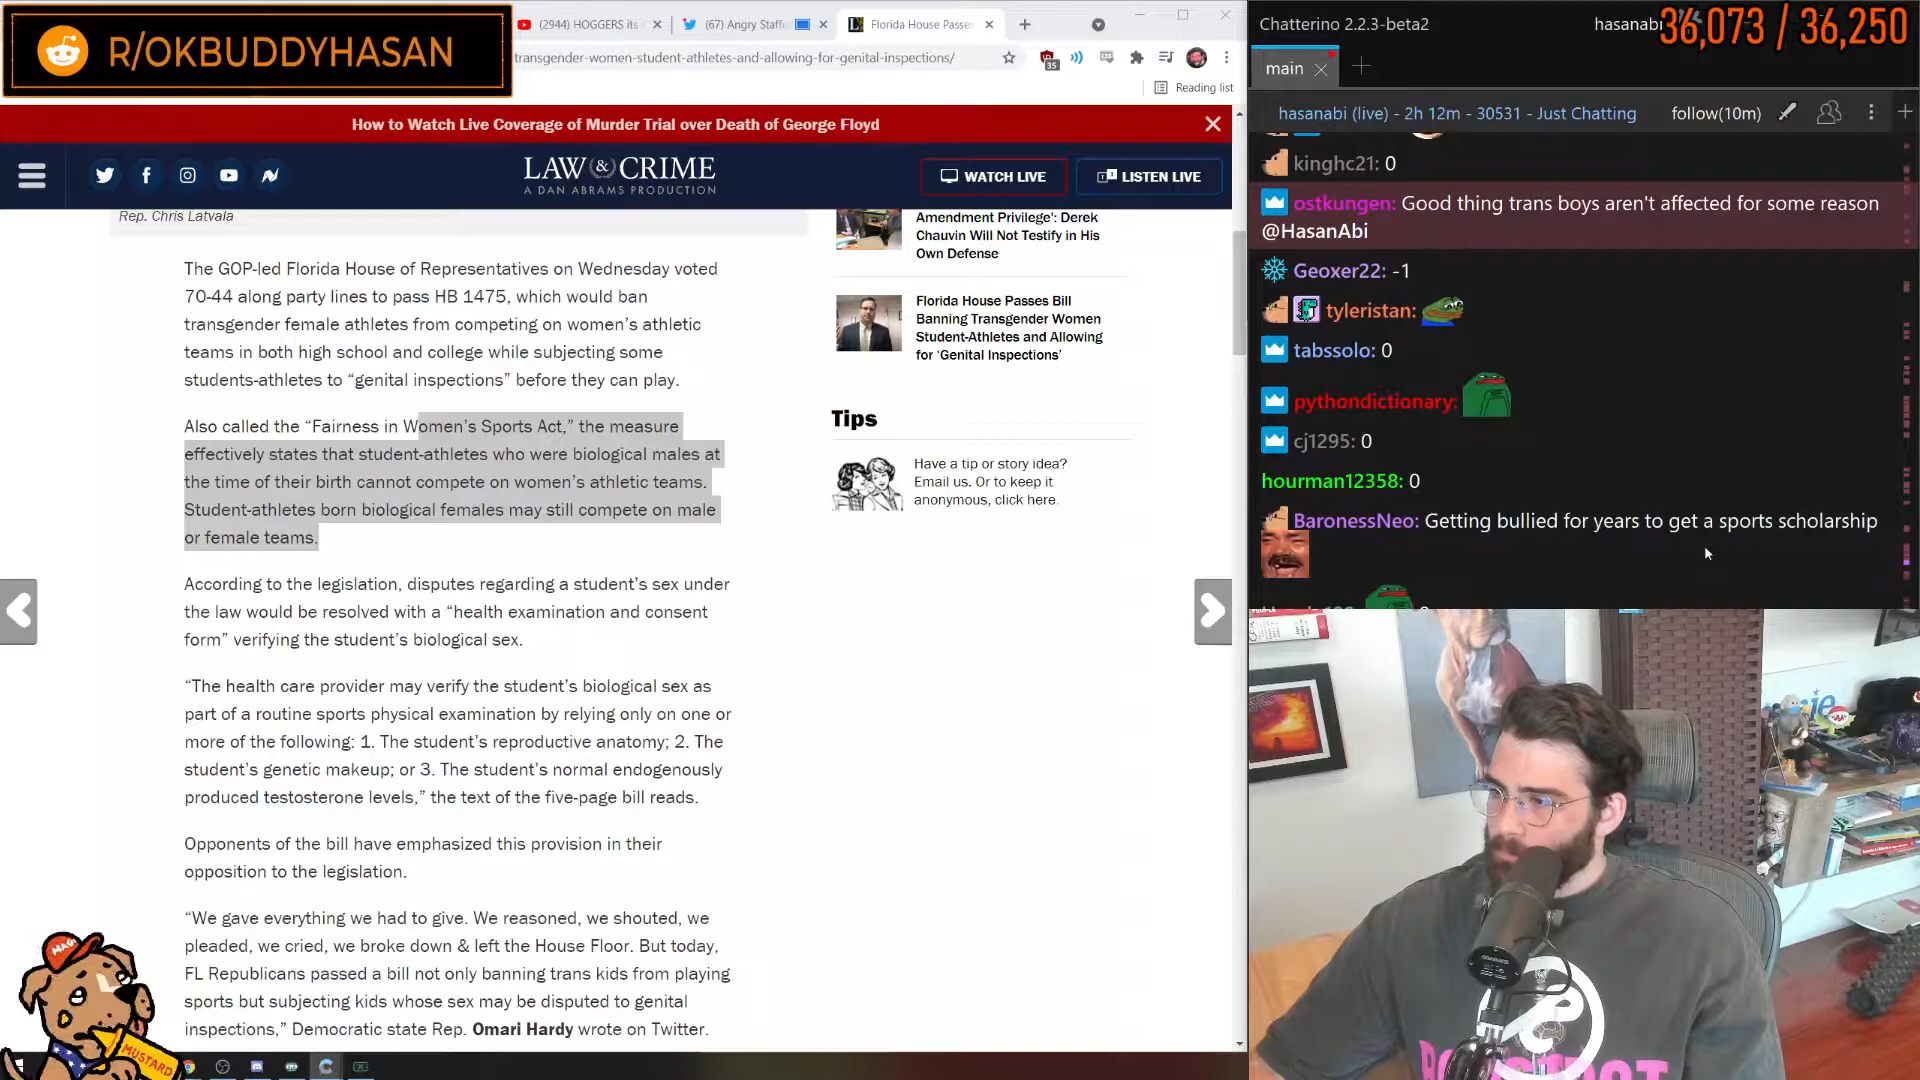 R/OKBUDDYHASAN
(2944) HOGGERS its
(67) Angry Staff
Florida House Passes
transgender-women-student-athletes-and-allowing-for-genital-inspections/
35
Reading list
How to Watch Live Coverage of Murder Trial over Death of George Floyd
LAW & CRIME
A DAN ABRAMS PRODUCTION
WATCH LIVE
LISTEN LIVE
Rep. Chris Latvala
The GOP-led Florida House of Representatives on Wednesday voted
70-44 along party lines to pass HB 1475, which would ban
transgender female athletes from competing on women's athletic
teams in both high school and college while subjecting some
students-athletes to “genital inspections” before they can play.
Also called the “Fairness in Women's Sports Act,” the measure
effectively states that student-athletes who were biological males at
the time of their birth cannot compete on women's athletic teams.
Student-athletes born biological females may still compete on male
or female teams.
According to the legislation, disputes regarding a student's sex under
the law would be resolved with a “health examination and consent
form” verifying the student's biological sex.
“The health care provider may verify the student's biological sex as
part of a routine sports physical examination by relying only on one or
more of the following: 1. The student's reproductive anatomy; 2. The
student's genetic makeup; or 3. The student's normal endogenously
produced testosterone levels,” the text of the five-page bill reads.
Opponents of the bill have emphasized this provision in their
opposition to the legislation.
“We gave everything we had to give. We reasoned, we shouted, we
pleaded, we cried, we broke down & left the House Floor. But today,
FL Republicans passed a bill not only banning trans kids from playing
sports but subjecting kids whose sex may be disputed to genital
inspections,” Democratic state Rep. Omari Hardy wrote on Twitter.
Amendment Privilege': Derek
Chauvin Will Not Testify in His
Own Defense
Florida House Passes Bill
Banning Transgender Women
Student-Athletes and Allowing
for ‘Genital Inspections’
Tips
Have a tip or story idea?
Email us. Or to keep it
anonymous, click here.
MUSTARD
Chatterino 2.2.3-beta2
hasanabi
36,073 / 36,250
main
hasanabi (live) - 2h 12m - 30531 - Just Chatting
follow(10m)
kinghc21: 0
ostkungen: Good thing trans boys aren't affected for some reason
@HasanAbi
Geoxer22: -1
tyleristan:
tabssolo: 0
pythondictionary:
cj1295: 0
hourman12358: 0
BaronessNeo: Getting bullied for years to get a sports scholarship